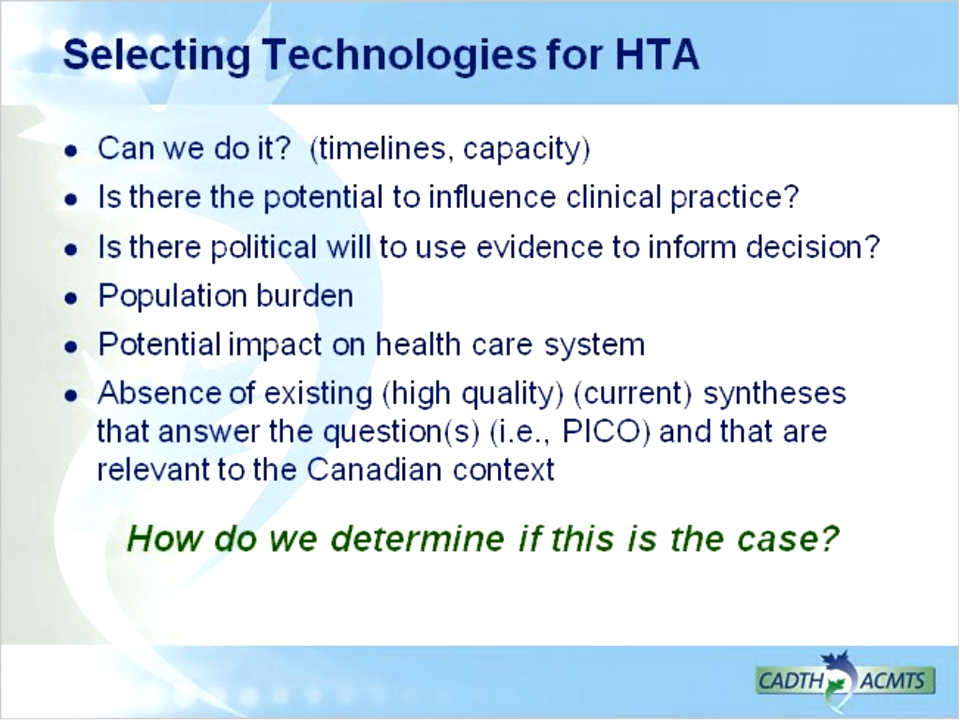 Selecting Technologies for HTA
• Can we do it? (timelines, capacity)
• Is there the potential to influence clinical practice?
• Is there political will to use evidence to inform decision?
• Population burden
• Potential impact on health care system
• Absence of existing (high quality) (current) syntheses
that answer the question(s) (i.e., PICO) and that are
relevant to the Canadian context
How do we determine if this is the case?
CADTH ACMTS